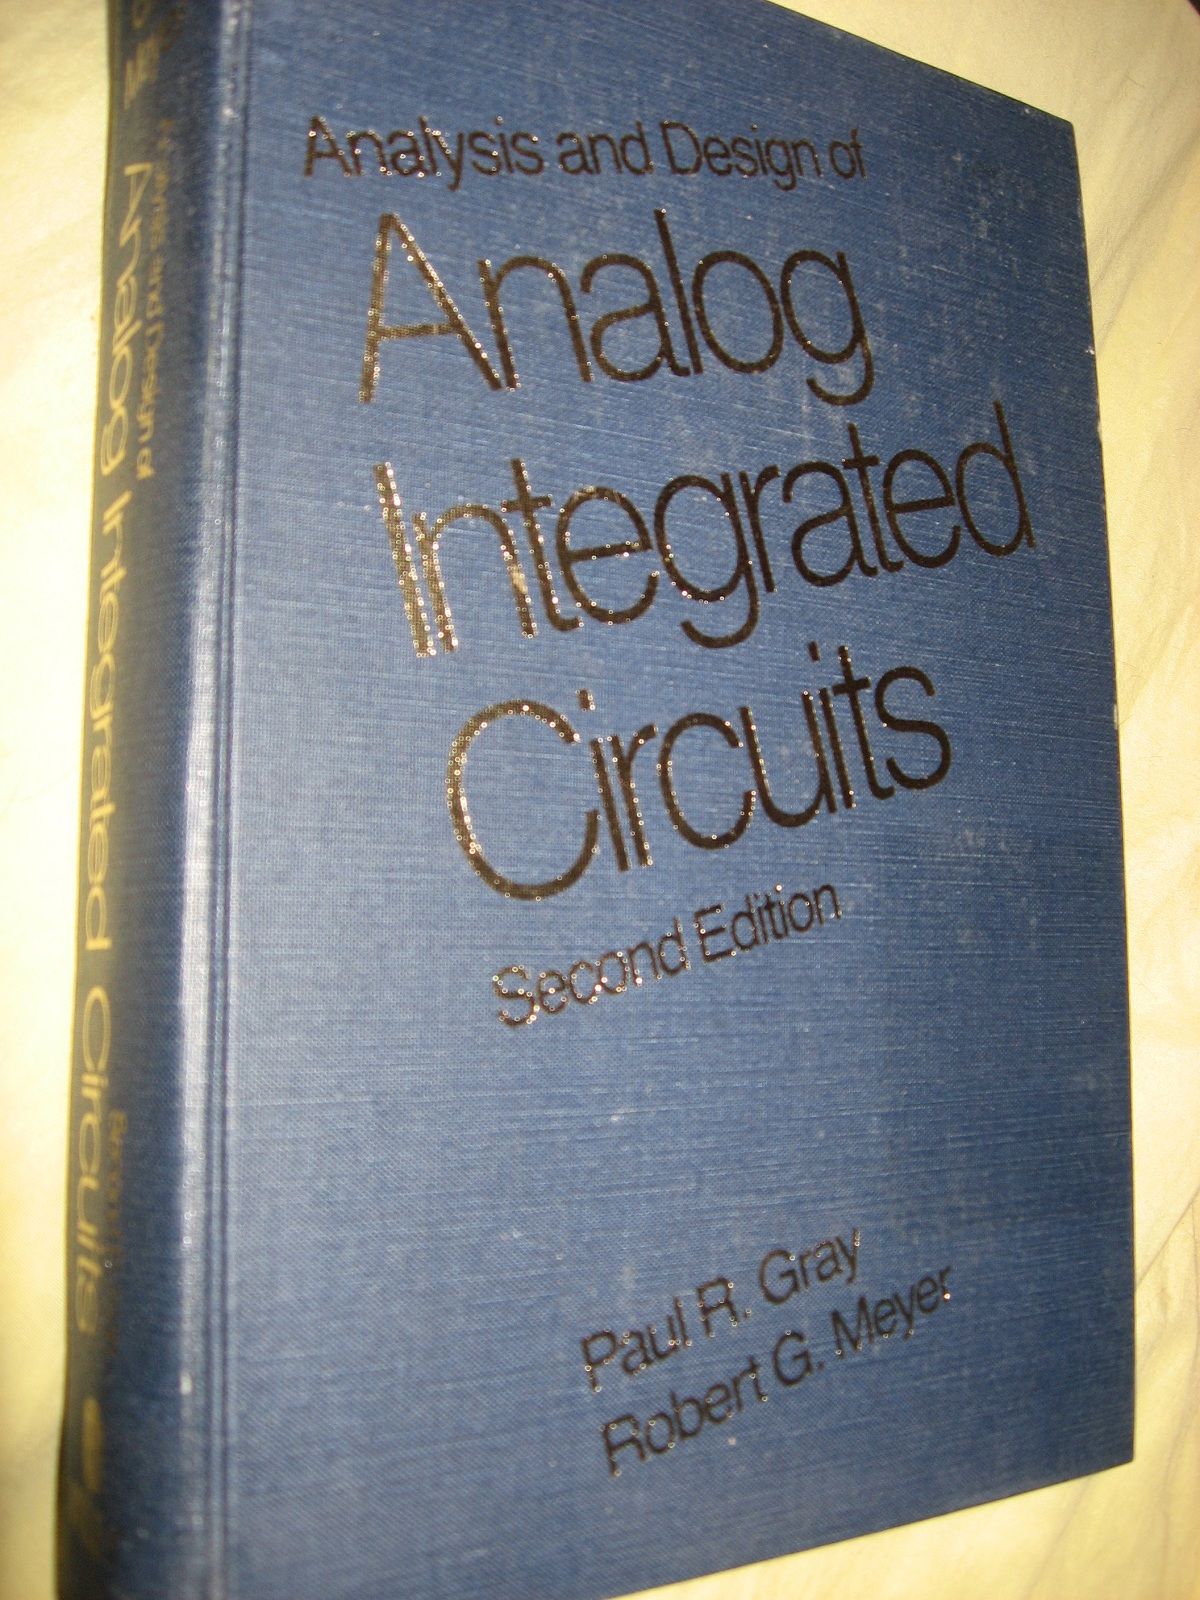 Analysis and Design of
Analog
Integrated
Circuits
Second Edition
Paul R. Gray
Robert G. Meyer
Analysis and Design of
Analog Integrated Circuits